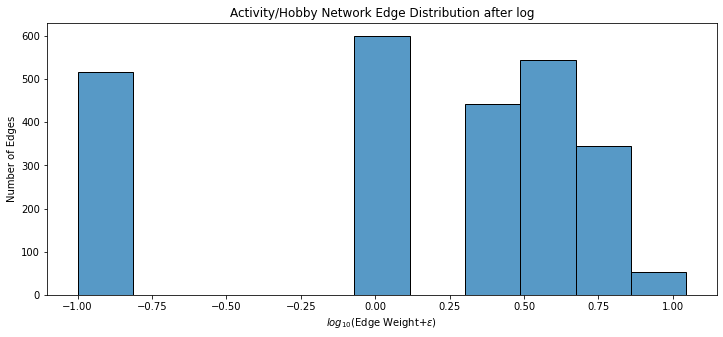 Activity/Hobby Network Edge Distribution after log
600
500
400
300
200
100
0
Number of Edges
−1.00 −0.75 −0.50 −0.25 0.00 0.25 0.50 0.75 1.00
log₁₀(Edge Weight+ε)